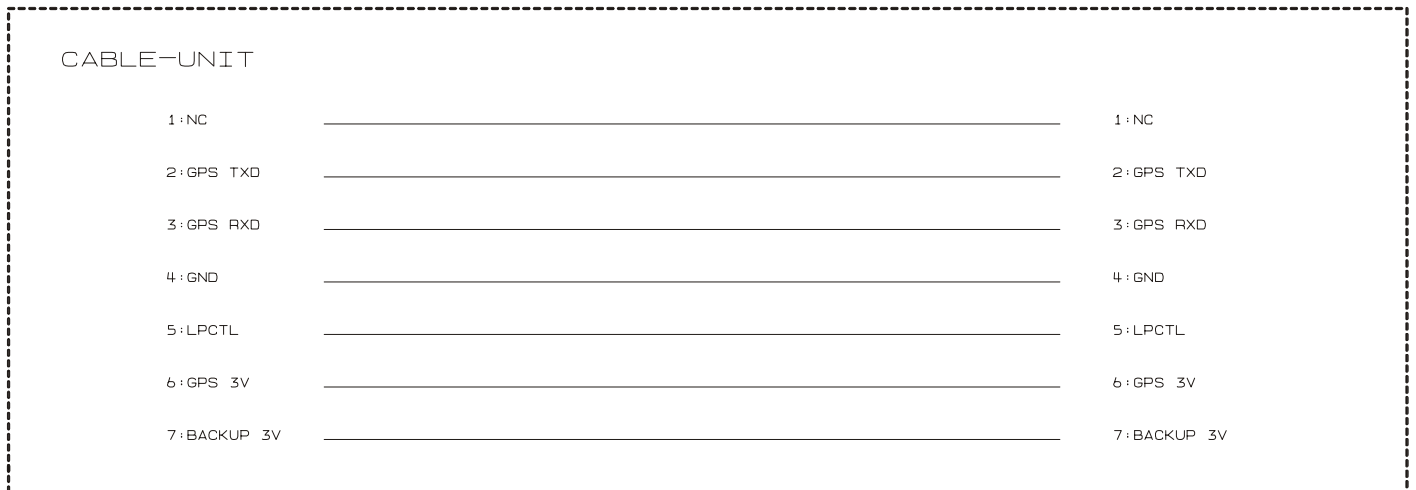 CABLE-UNIT
1:NC 1:NC
2:GPS TXD 2:GPS TXD
3:GPS RXD 3:GPS RXD
4:GND 4:GND
5:LPCTL 5:LPCTL
6:GPS 3V 6:GPS 3V
7:BACKUP 3V 7:BACKUP 3V